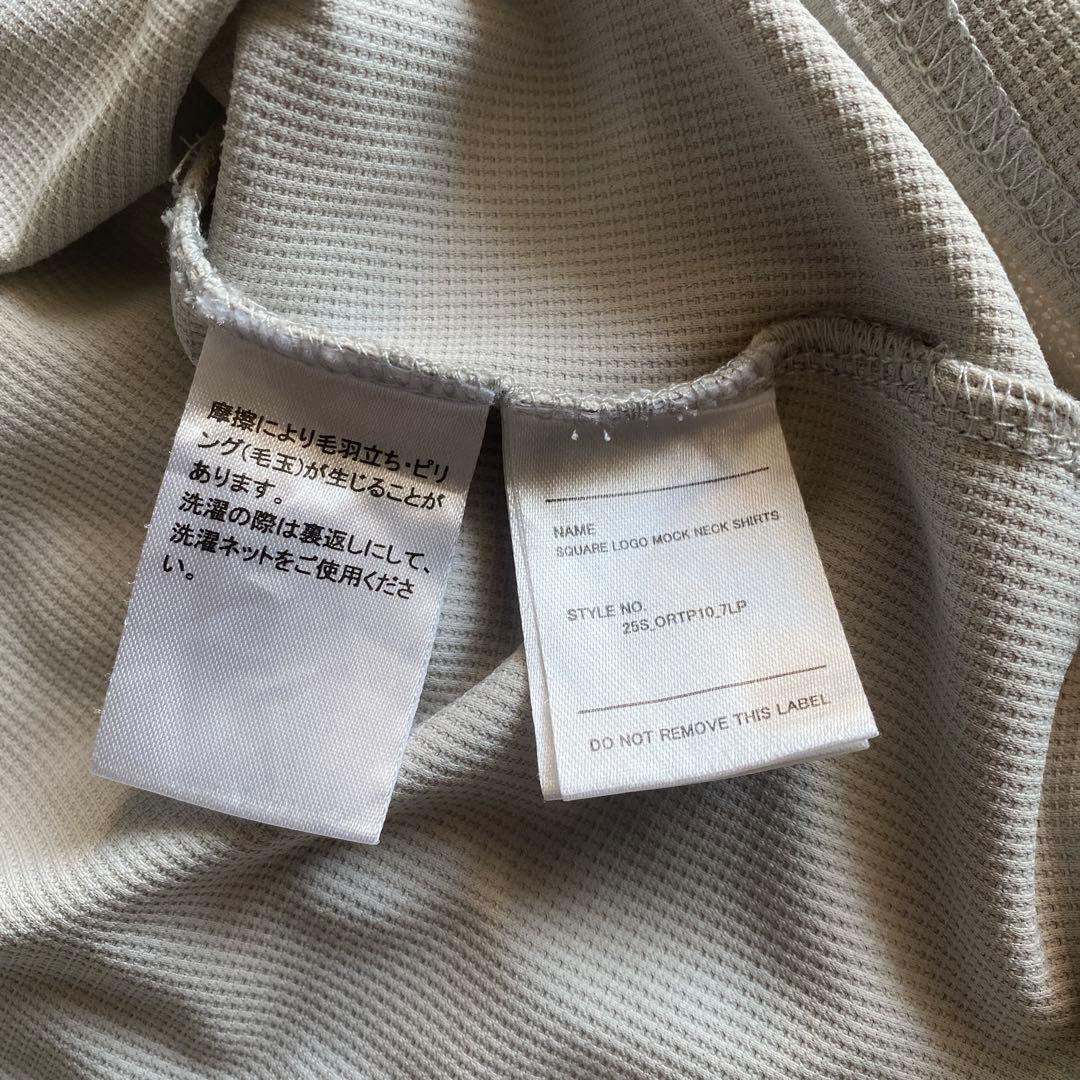 摩擦により毛羽立ち・ピリ
ング(毛玉)が生じることが
あります。
洗濯の際は裏返しにして、
洗濯ネットをご使用くださ
い。
NAME
SQUARE LOGO MOCK NECK SHIRTS
STYLE NO.
25S_ORTP10_7LP
DO NOT REMOVE THIS LABEL